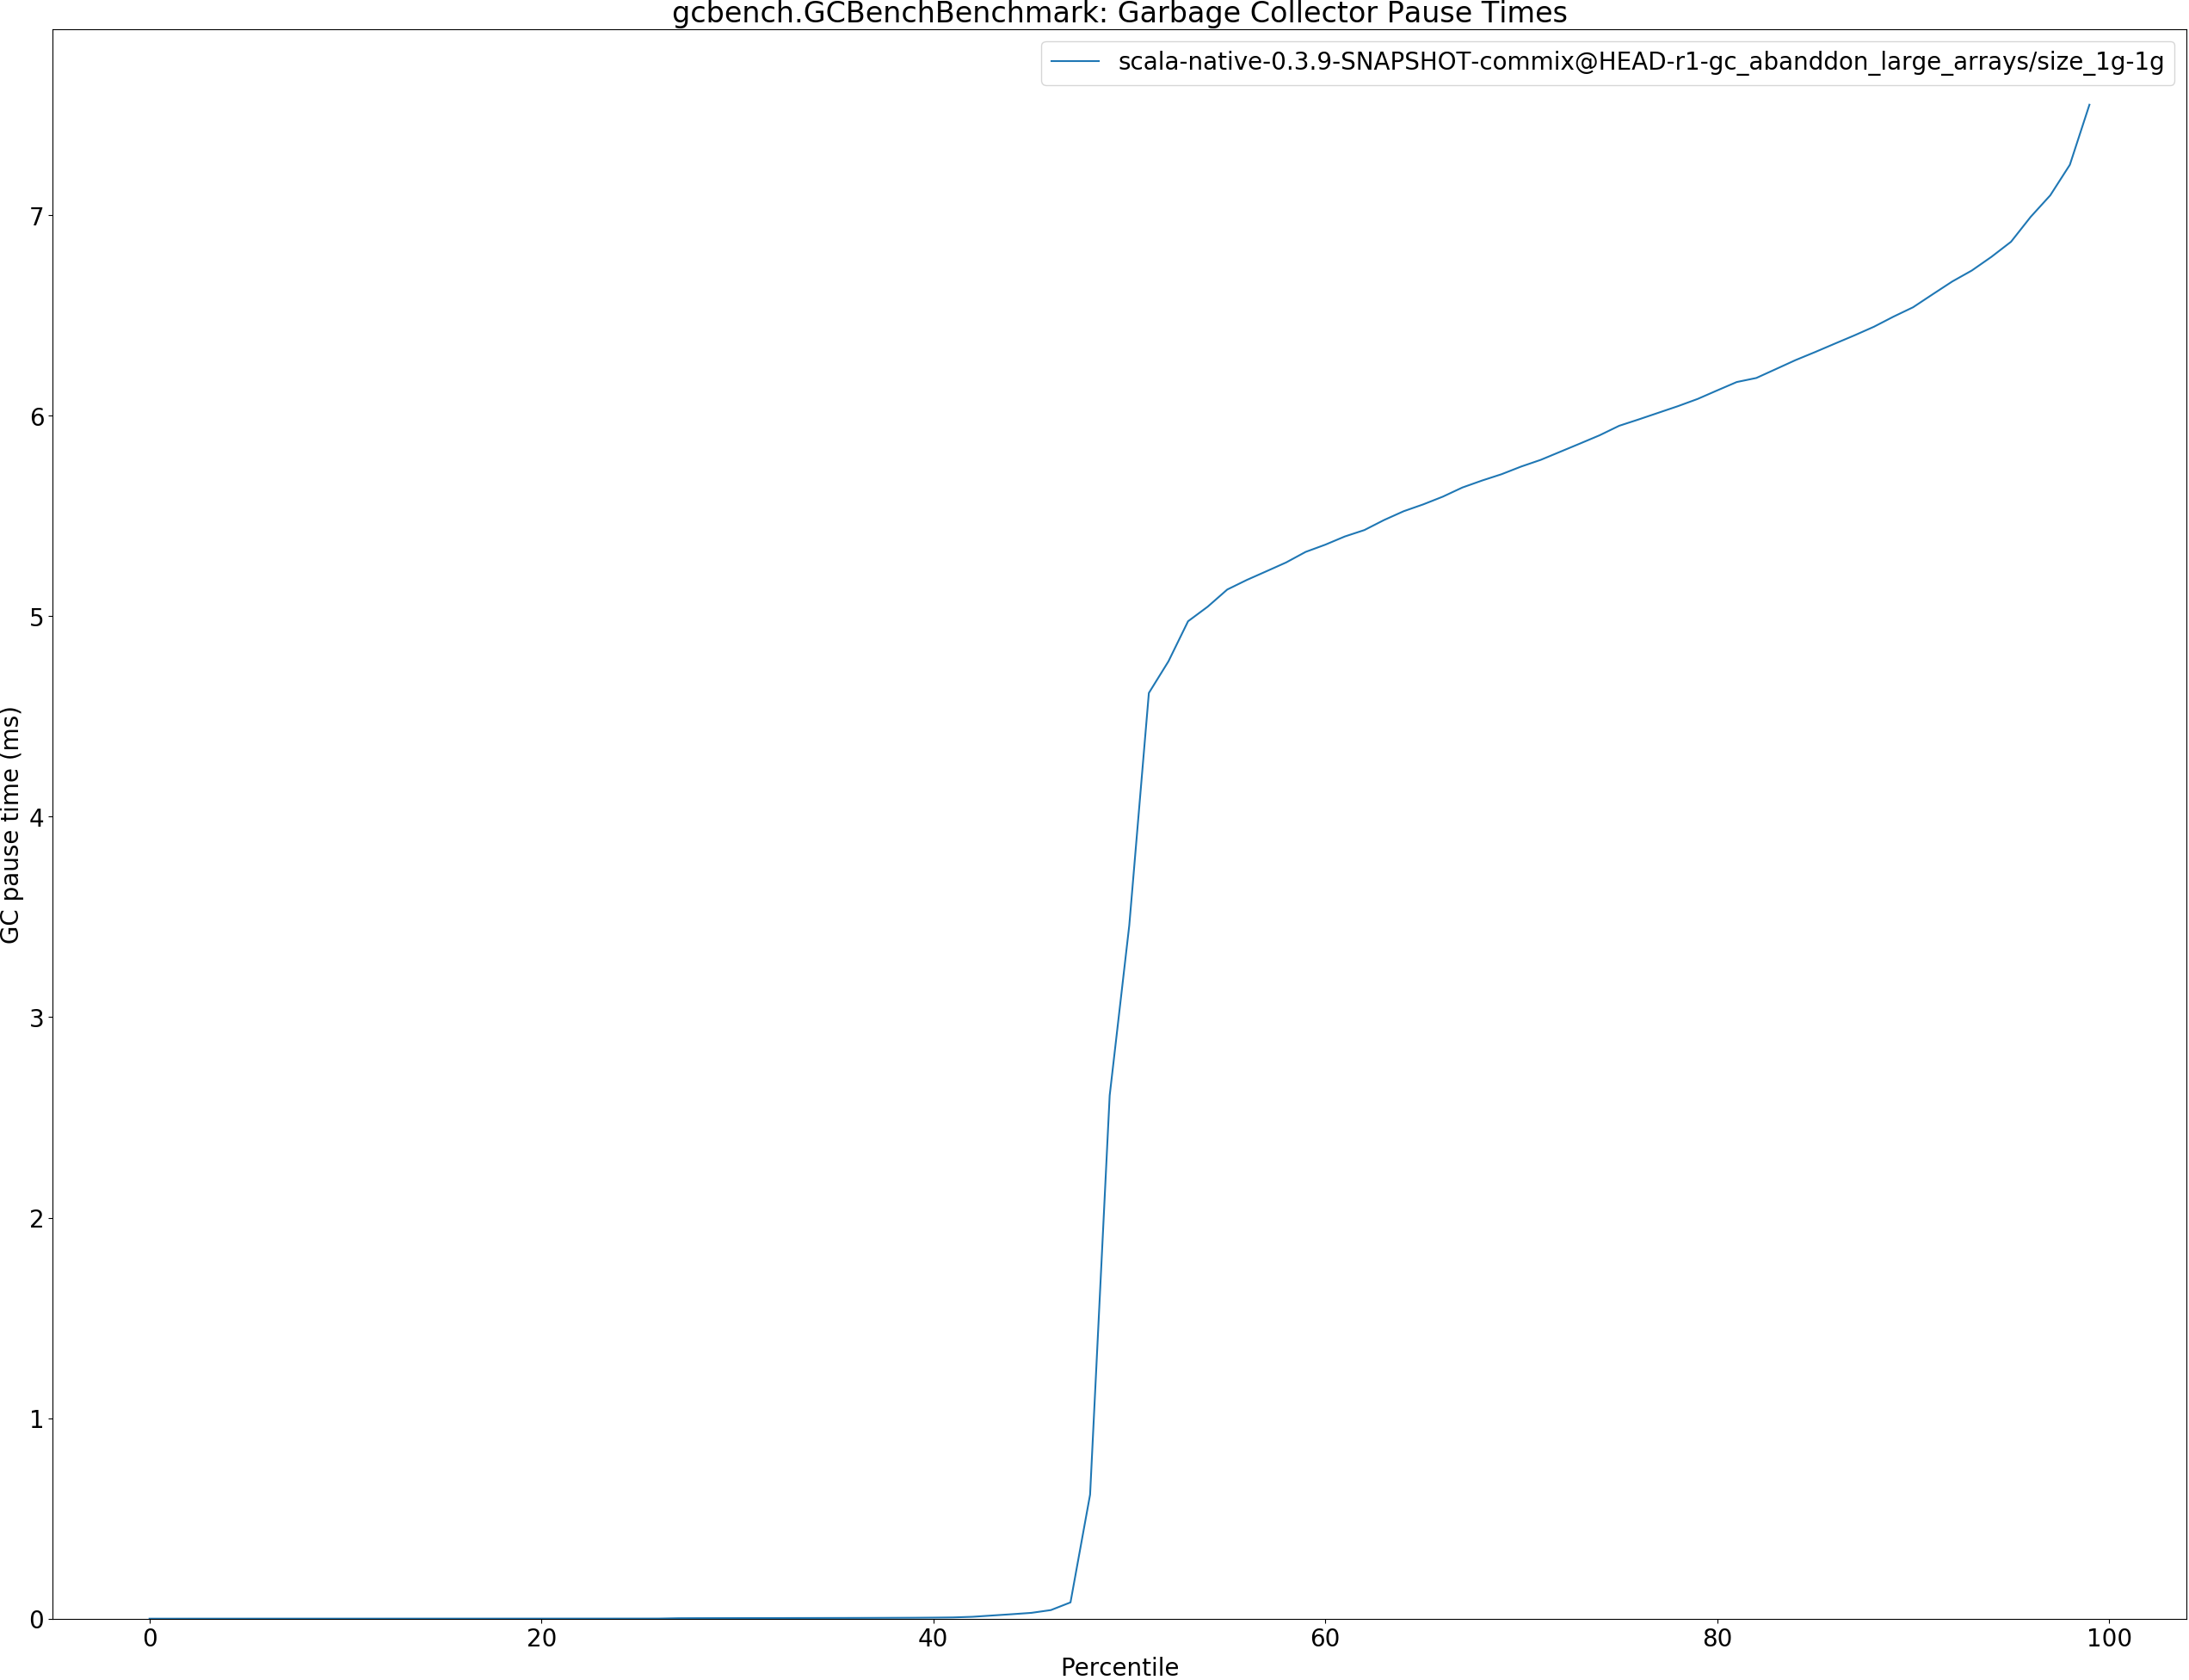 gcbench.GCBenchBenchmark: Garbage Collector Pause Times
scala-native-0.3.9-SNAPSHOT-commix@HEAD-r1-gc_abanddon_large_arrays/size_1g-1g
GC pause time (ms)
7
6
5
4
3
2
1
0
0 20 40 60 80 100
Percentile